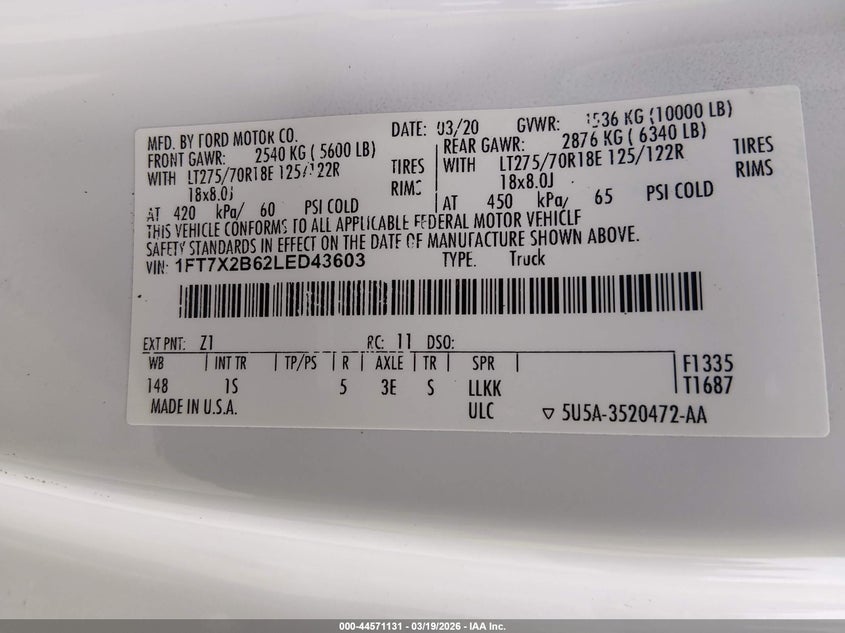 MFD. BY FORD MOTOR CO.
DATE: 03/20 GVWR: 4536 KG (10000 LB)
FRONT GAWR: 2540 KG ( 5600 LB)
REAR GAWR: 2876 KG ( 6340 LB)
WITH LT275/70R18E 125/122R TIRES
WITH LT275/70R18E 125/122R TIRES
18x8.0J RIMS
18x8.0J RIMS
AT 420 kPa/ 60 PSI COLD
AT 450 kPa/ 65 PSI COLD
THIS VEHICLE CONFORMS TO ALL APPLICABLE FEDERAL MOTOR VEHICLE
SAFETY STANDARDS IN EFFECT ON THE DATE OF MANUFACTURE SHOWN ABOVE.
VIN: 1FT7X2B62LED43603 TYPE: Truck
EXT PNT: Z1 RC: 11 DSO:
WB | INT TR | TP/PS | R | AXLE | TR | SPR | F1335
148 1S 5 3E S LLKK T1687
MADE IN U.S.A. ULC ▽ 5U5A-3520472-AA
000-44571131 - 03/19/2026 - IAA Inc.